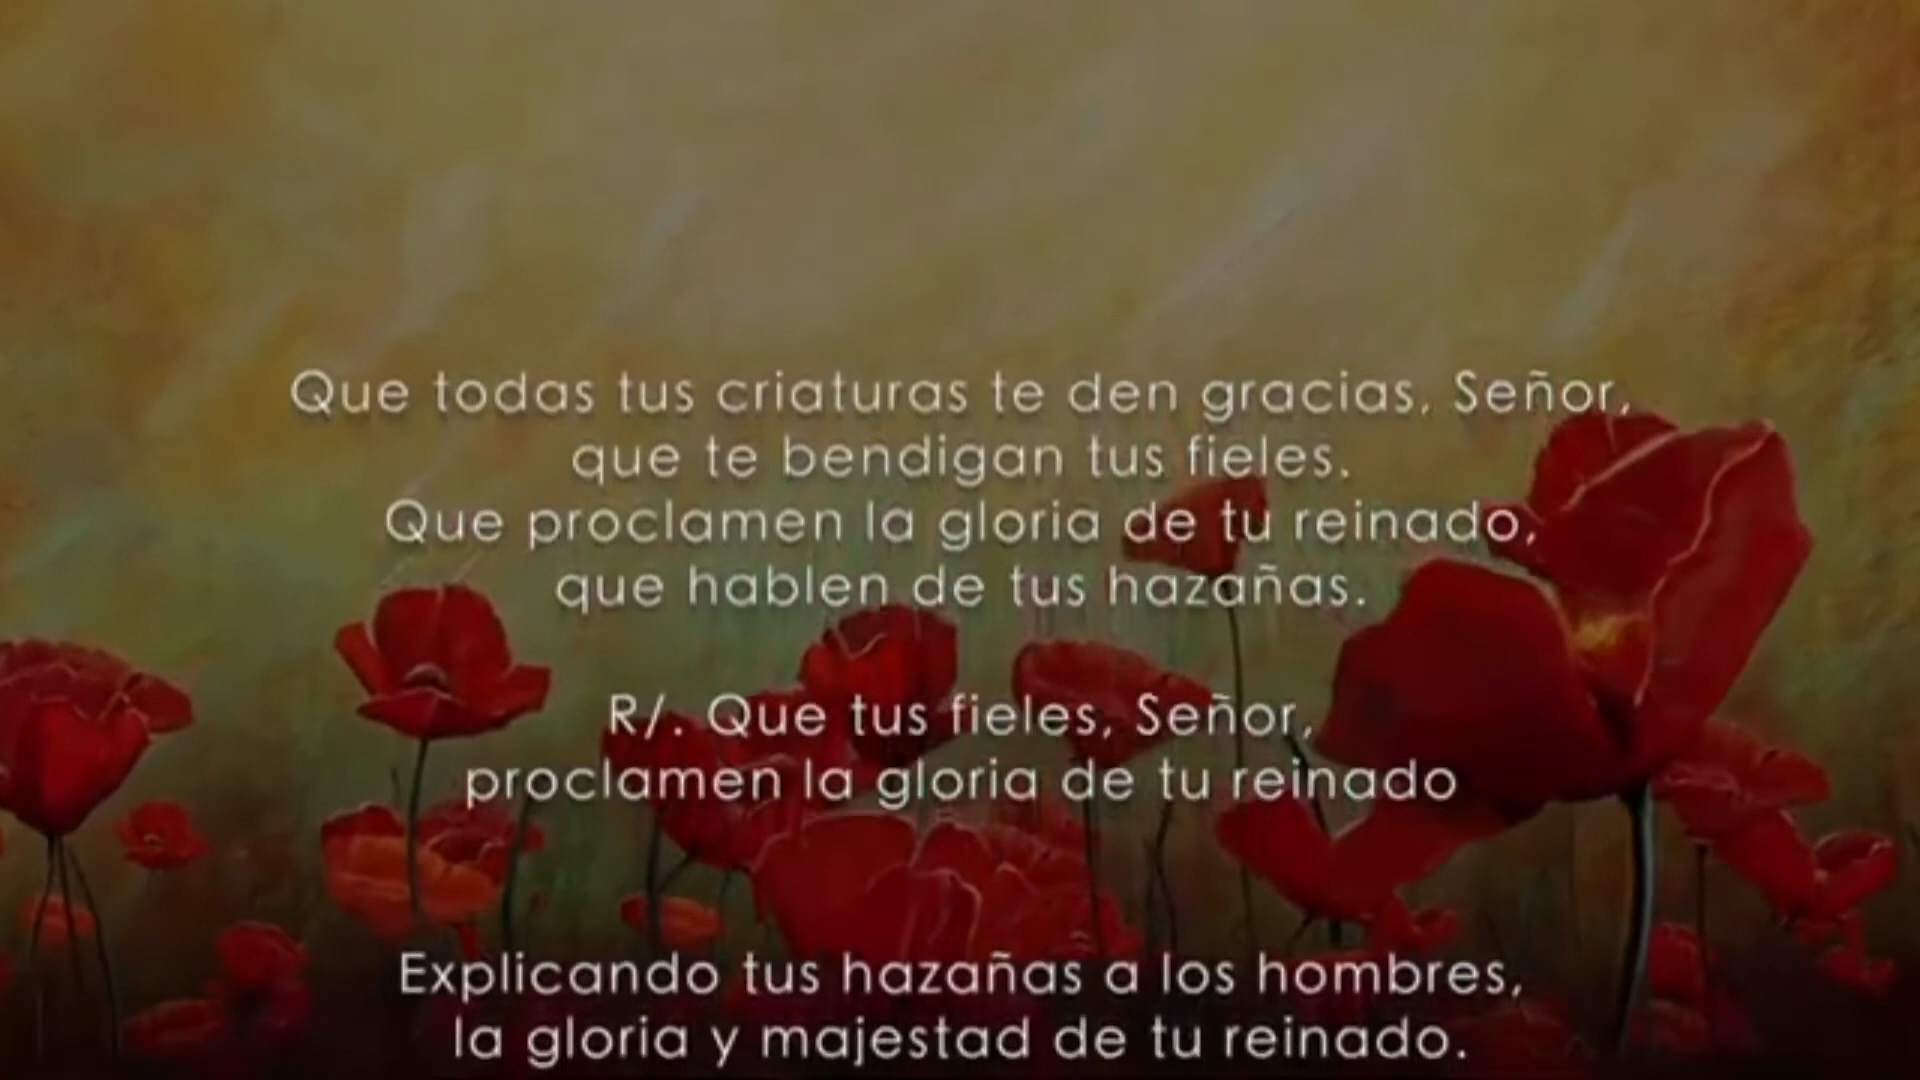 Que todas tus criaturas te den gracias, Señor,
que te bendigan tus fieles.
Que proclamen la gloria de tu reinado,
que hablen de tus hazañas.
R/. Que tus fieles, Señor,
proclamen la gloria de tu reinado
Explicando tus hazañas a los hombres,
la gloria y majestad de tu reinado.